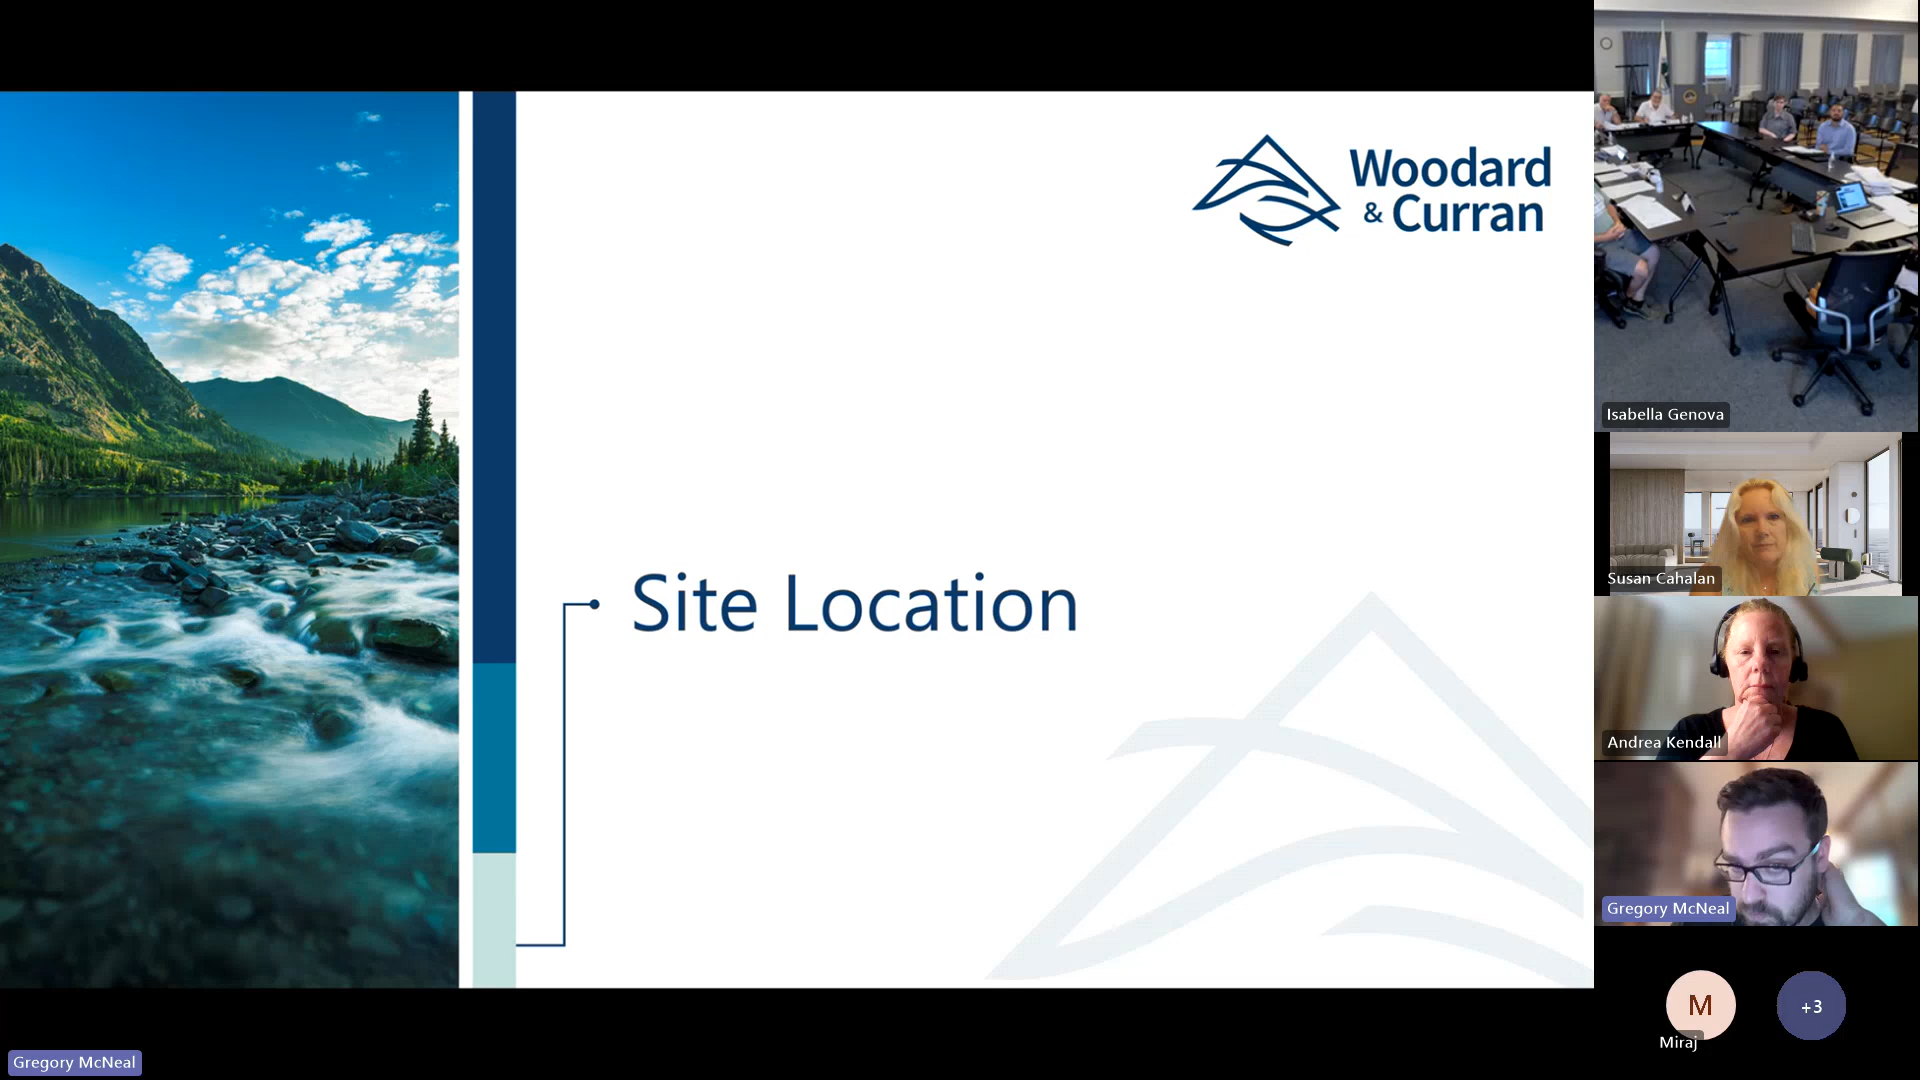 Woodard
& Curran
Site Location
Isabella Genova
Susan Cahalan
Andrea Kendall
Gregory McNeal
M
Miraj
+3
Gregory McNeal